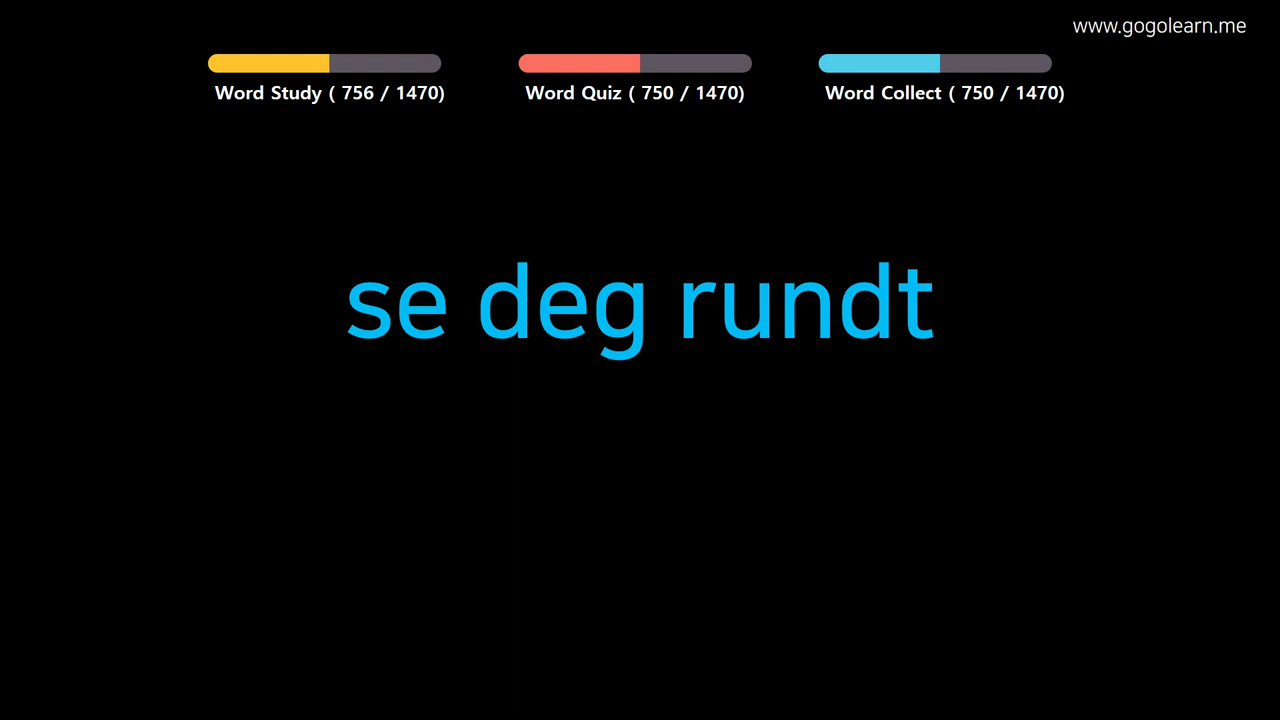 www.gogolearn.me
Word Study ( 756 / 1470)
Word Quiz ( 750 / 1470)
Word Collect ( 750 / 1470)
se deg rundt